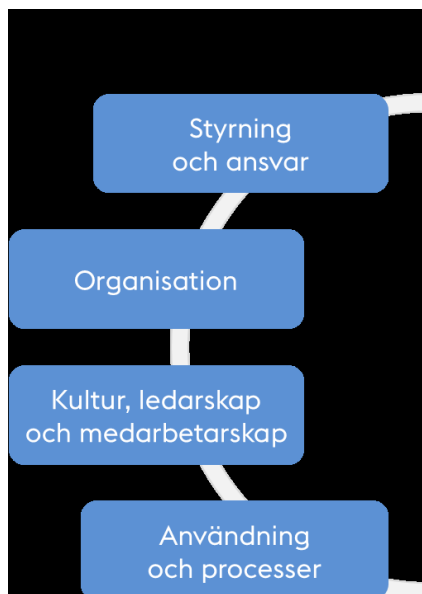 Styrning
och ansvar
Organisation
Kultur, ledarskap
och medarbetarskap
Användning
och processer